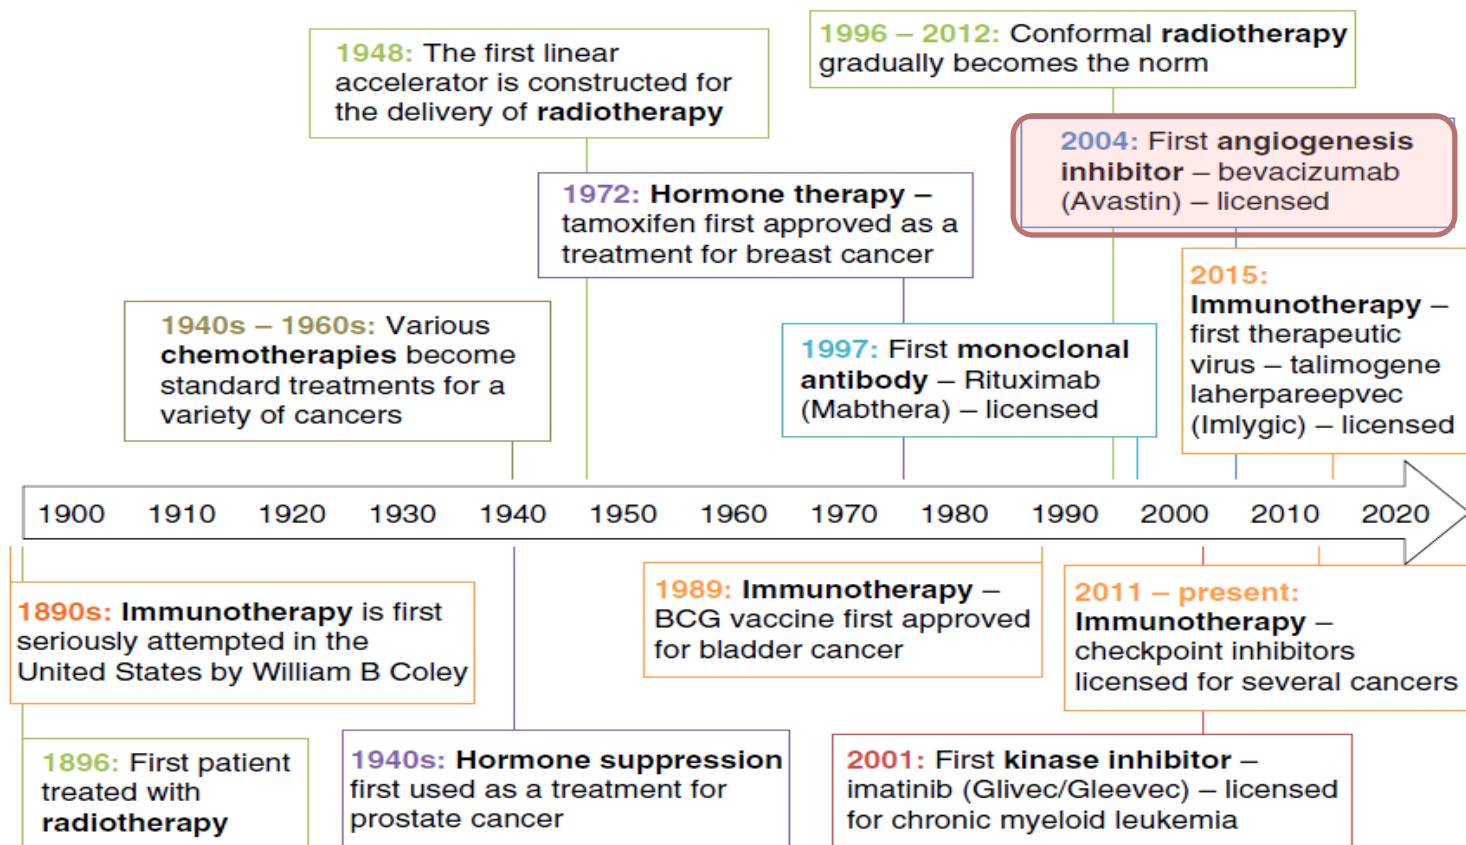 1948: The first linear
accelerator is constructed for
the delivery of radiotherapy
1996 – 2012: Conformal radiotherapy
gradually becomes the norm
2004: First angiogenesis
inhibitor – bevacizumab
(Avastin) – licensed
1972: Hormone therapy –
tamoxifen first approved as a
treatment for breast cancer
2015:
Immunotherapy –
first therapeutic
virus – talimogene
laherpareepvec
(Imlygic) – licensed
1940s – 1960s: Various
chemotherapies become
standard treatments for a
variety of cancers
1997: First monoclonal
antibody – Rituximab
(Mabthera) – licensed
1900 1910 1920 1930 1940 1950 1960 1970 1980 1990 2000 2010 2020
1890s: Immunotherapy is first
seriously attempted in the
United States by William B Coley
1989: Immunotherapy –
BCG vaccine first approved
for bladder cancer
2011 – present:
Immunotherapy –
checkpoint inhibitors
licensed for several cancers
1896: First patient
treated with
radiotherapy
1940s: Hormone suppression
first used as a treatment for
prostate cancer
2001: First kinase inhibitor –
imatinib (Glivec/Gleevec) – licensed
for chronic myeloid leukemia